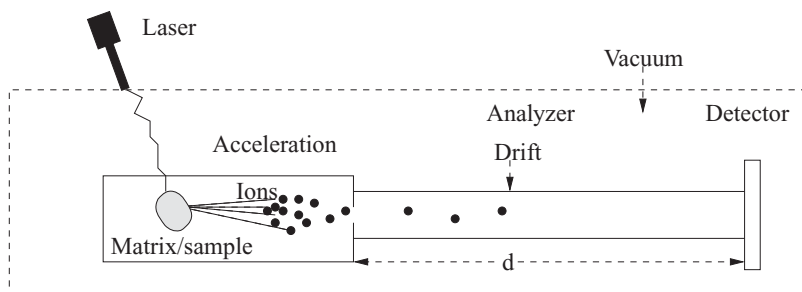 Laser
Vacuum
Acceleration
Analyzer
Detector
Drift
Ions
Matrix/sample
d